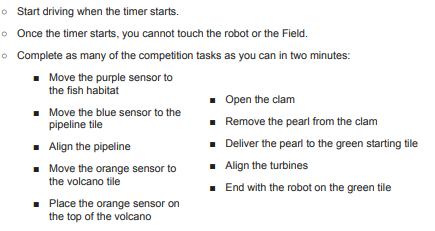 Start driving when the timer starts.
Once the timer starts, you cannot touch the robot or the Field.
Complete as many of the competition tasks as you can in two minutes:
Move the purple sensor to
the fish habitat
Move the blue sensor to the
pipeline tile
Align the pipeline
Move the orange sensor to
the volcano tile
Place the orange sensor on
the top of the volcano
Open the clam
Remove the pearl from the clam
Deliver the pearl to the green starting tile
Align the turbines
End with the robot on the green tile